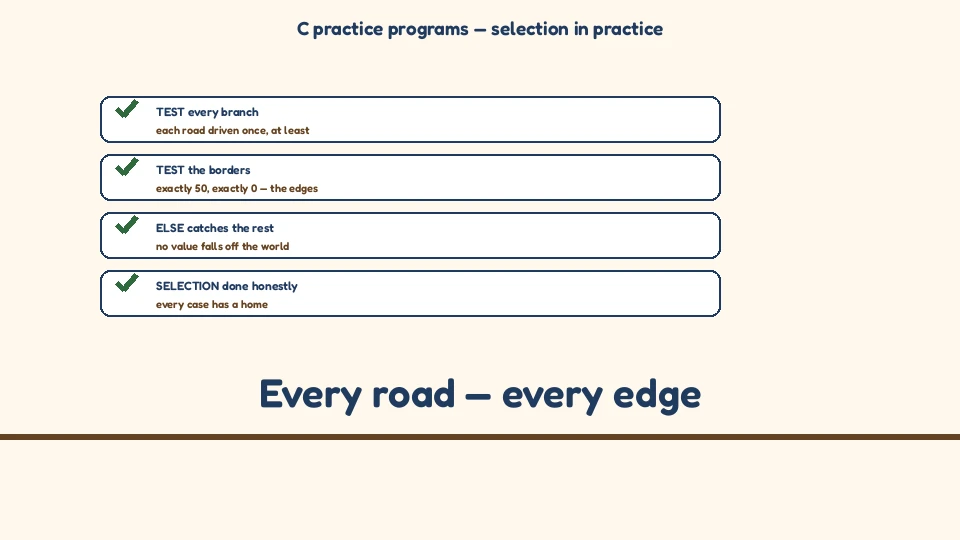 C practice programs — selection in practice
TEST every branch
each road driven once, at least
TEST the borders
exactly 50, exactly 0 — the edges
ELSE catches the rest
no value falls off the world
SELECTION done honestly
every case has a home
Every road — every edge